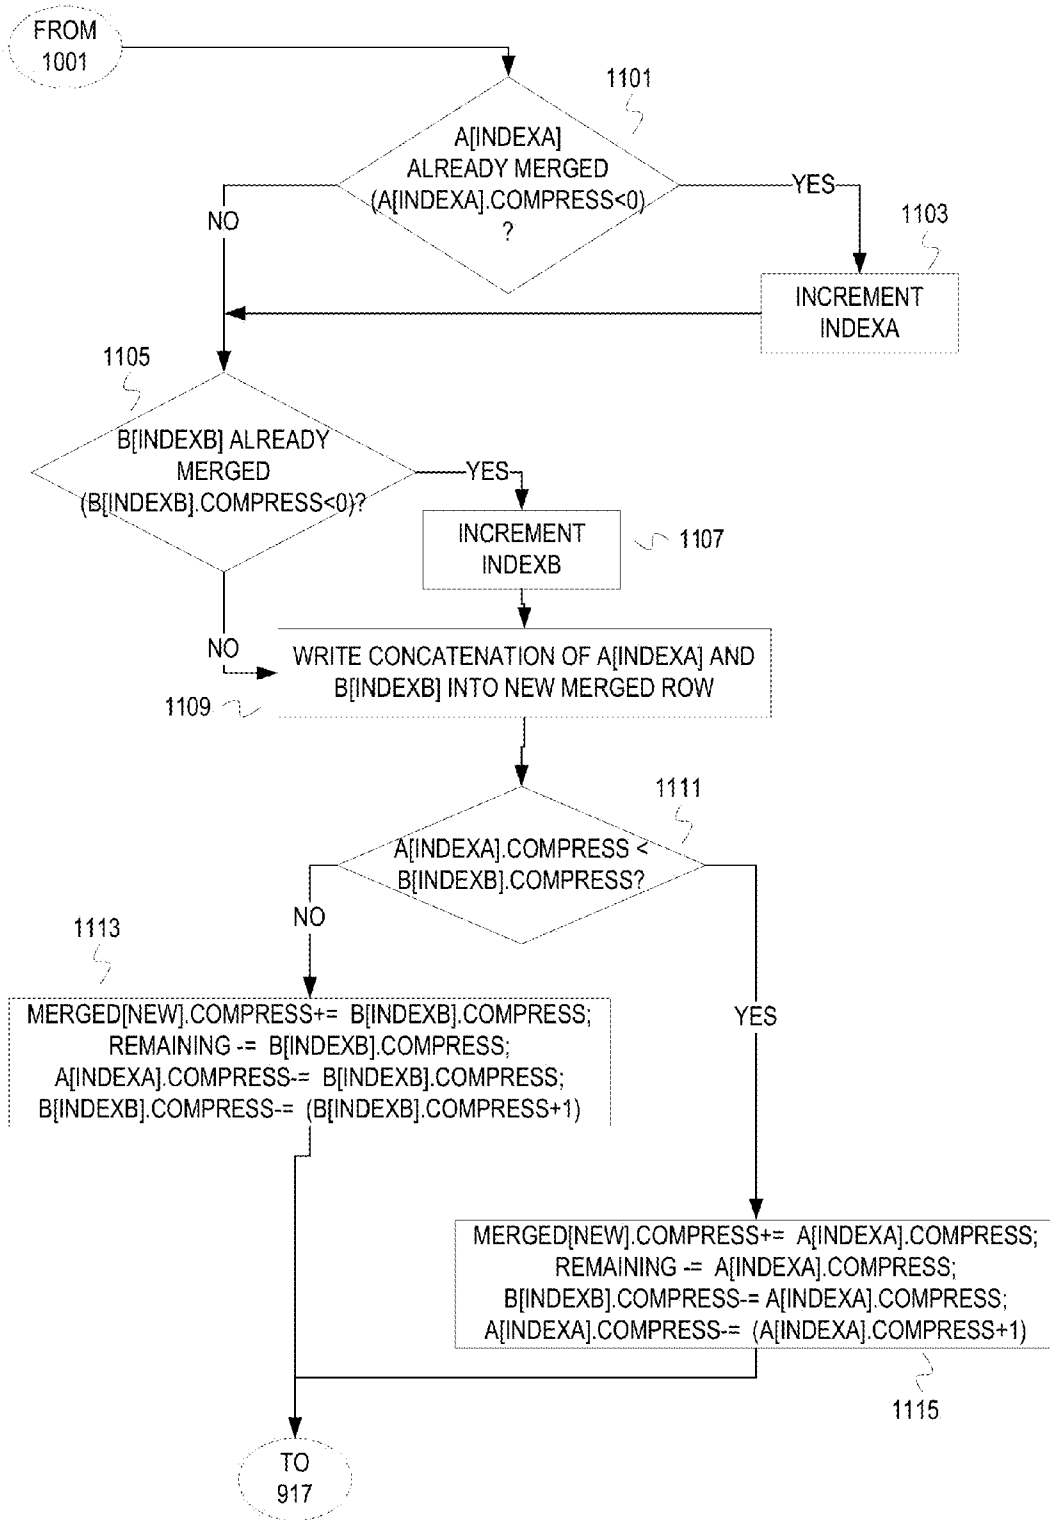 FROM
1001
1101
A[INDEXA]
ALREADY MERGED
(A[INDEXA].COMPRESS<0)
?
YES
NO
1103
INCREMENT
INDEXA
1105
B[INDEXB] ALREADY
MERGED
(B[INDEXB].COMPRESS<0)?
YES
INCREMENT
INDEXB
1107
NO
WRITE CONCATENATION OF A[INDEXA] AND
B[INDEXB] INTO NEW MERGED ROW
1109
1111
A[INDEXA].COMPRESS <
B[INDEXB].COMPRESS?
NO
1113
MERGED[NEW].COMPRESS+= B[INDEXB].COMPRESS;
REMAINING -= B[INDEXB].COMPRESS;
A[INDEXA].COMPRESS-= B[INDEXB].COMPRESS;
B[INDEXB].COMPRESS-= (B[INDEXB].COMPRESS+1)
YES
MERGED[NEW].COMPRESS+= A[INDEXA].COMPRESS;
REMAINING -= A[INDEXA].COMPRESS;
B[INDEXB].COMPRESS-= A[INDEXA].COMPRESS;
A[INDEXA].COMPRESS-= (A[INDEXA].COMPRESS+1)
1115
TO
917